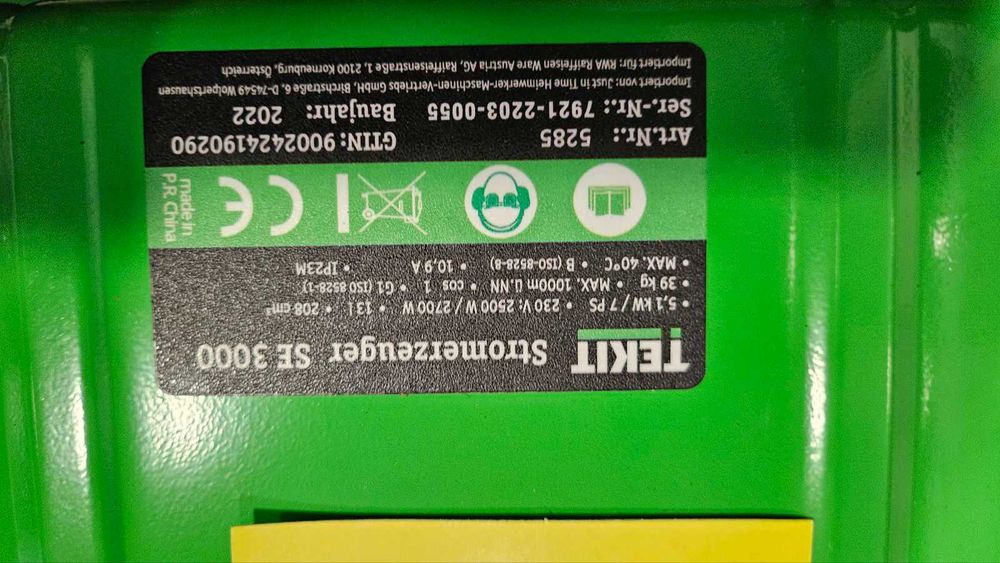 TEKIT Stromerzeuger SE 3000
• 5,1 kW / 7 PS • 230 V: 2500 W / 2700 W • 13 l • 208 cm³
• 39 kg • MAX. 1000m ü.NN • cos 1 • G1 (ISO 8528-1)
• MAX. 40°C • B (ISO-8528-8) • 10,9 A • IP23M
CE
made in
P.R. China
Art.Nr.: 5285 GTIN: 9002424190290
Ser.-Nr.: 7921-2203-0055 Baujahr: 2022
Importiert von: Just in Time Heimwerker-Maschinen-Vertriebs GmbH, Birchstraße 6, D-74549 Wolpertshausen
Importiert für: RWA Raiffeisen Ware Austria AG, Raiffeisenstraße 1, 2100 Korneuburg, Österreich